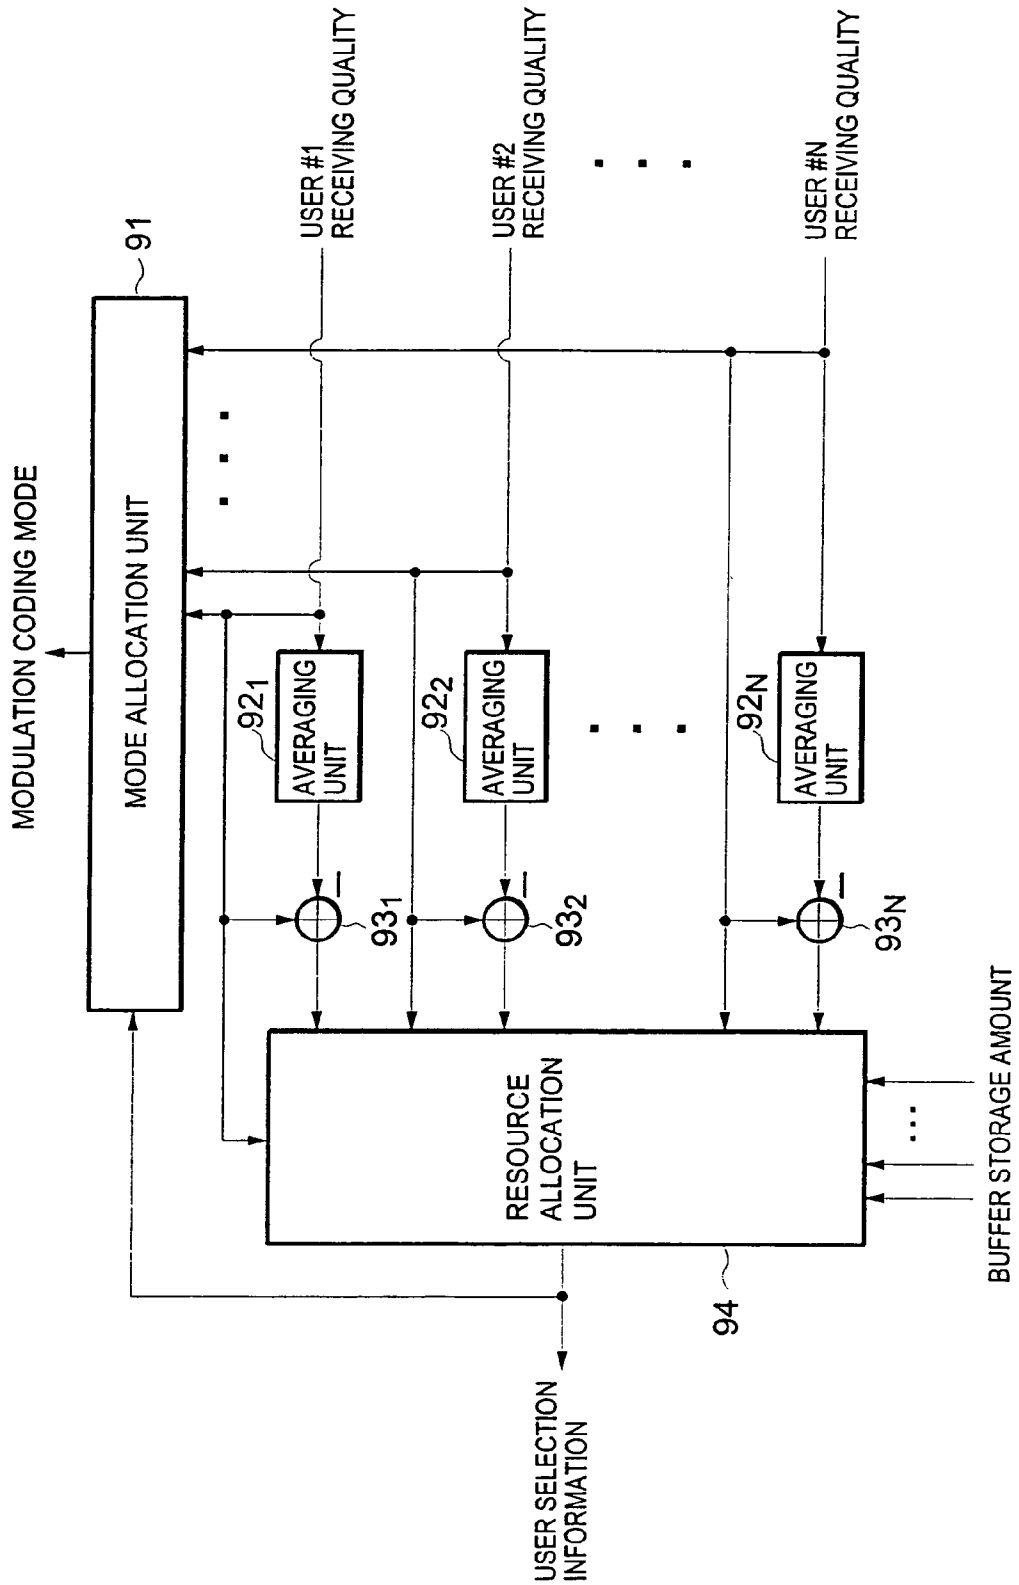 MODULATION CODING MODE
MODE ALLOCATION UNIT
91
USER #1
RECEIVING QUALITY
USER #2
RECEIVING QUALITY
USER #N
RECEIVING QUALITY
92₁
AVERAGING
UNIT
92₂
AVERAGING
UNIT
92N
AVERAGING
UNIT
93₁
93₂
93N
RESOURCE
ALLOCATION
UNIT
94
BUFFER STORAGE AMOUNT
USER SELECTION
INFORMATION